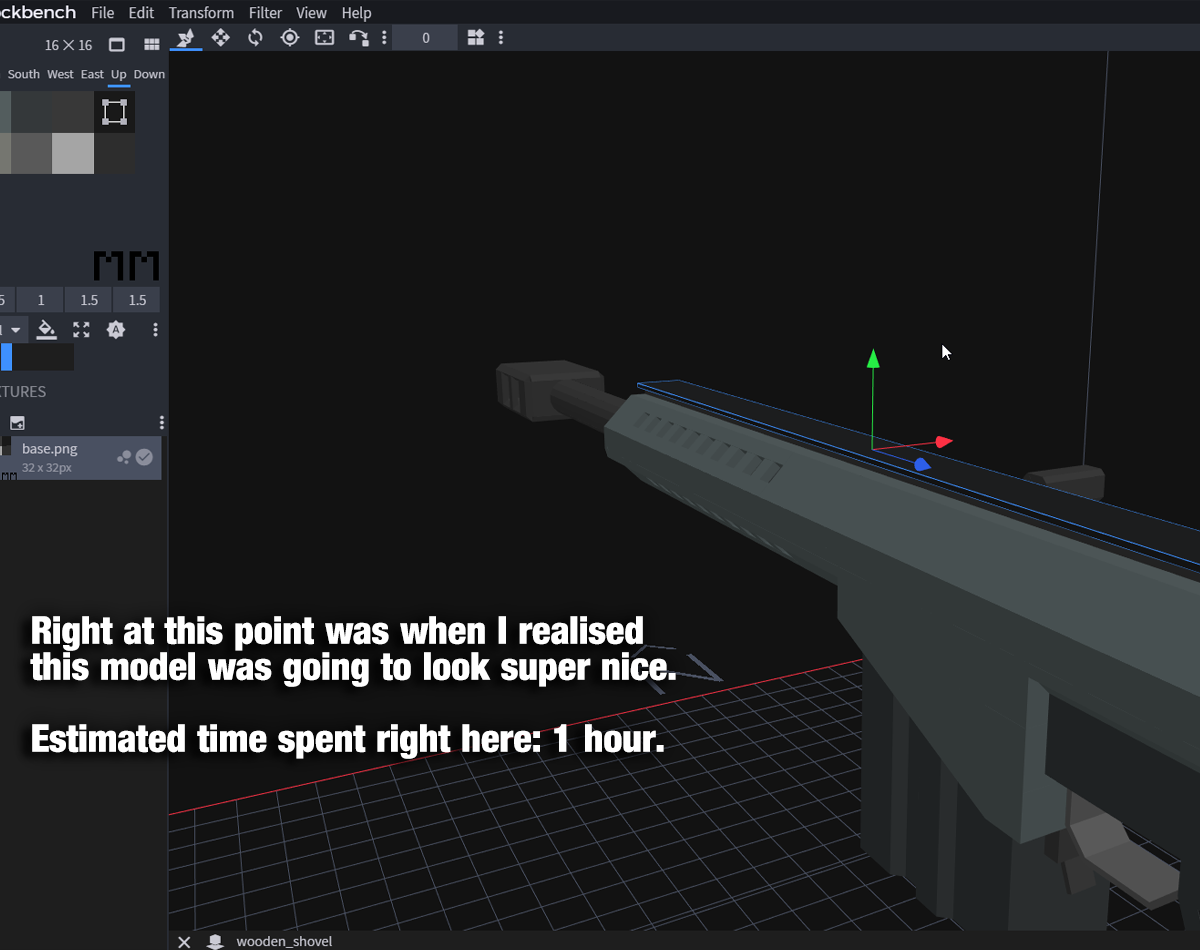 ckbench File Edit Transform Filter View Help
16 × 16
0
South West East Up Down
5 1 1.5 1.5
TURES
base.png
32 x 32px
Right at this point was when I realised
this model was going to look super nice.
Estimated time spent right here: 1 hour.
wooden_shovel